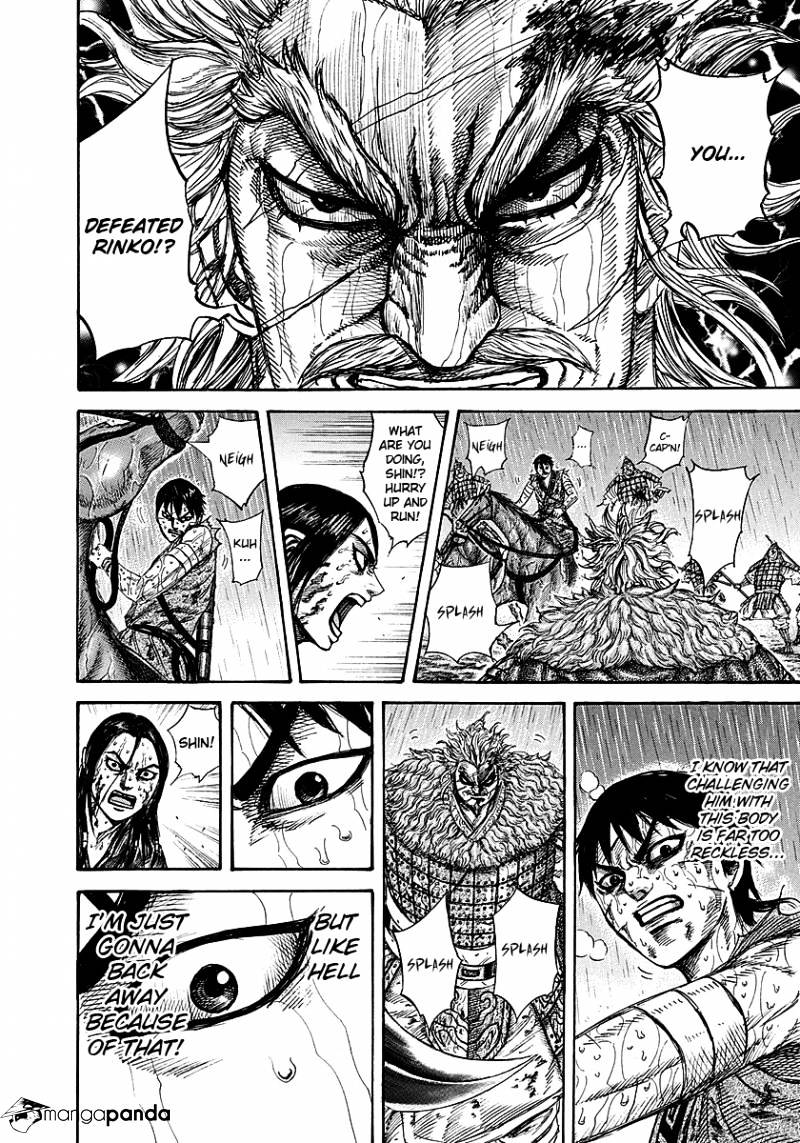 YOU...
DEFEATED
RINKO!?
C-
CAP'N!
...
NEIGH
SPLASH
SPLASH
WHAT
ARE YOU
DOING,
SHIN!?
HURRY
UP AND
RUN!
NEIGH
KUH
...
I KNOW THAT
CHALLENGING
HIM WITH
THIS BODY
IS FAR TOO
RECKLESS...
SPLASH
SPLASH
SHIN!
BUT
LIKE
HELL
I'M JUST
GONNA
BACK
AWAY
BECAUSE
OF THAT!
mangapanda